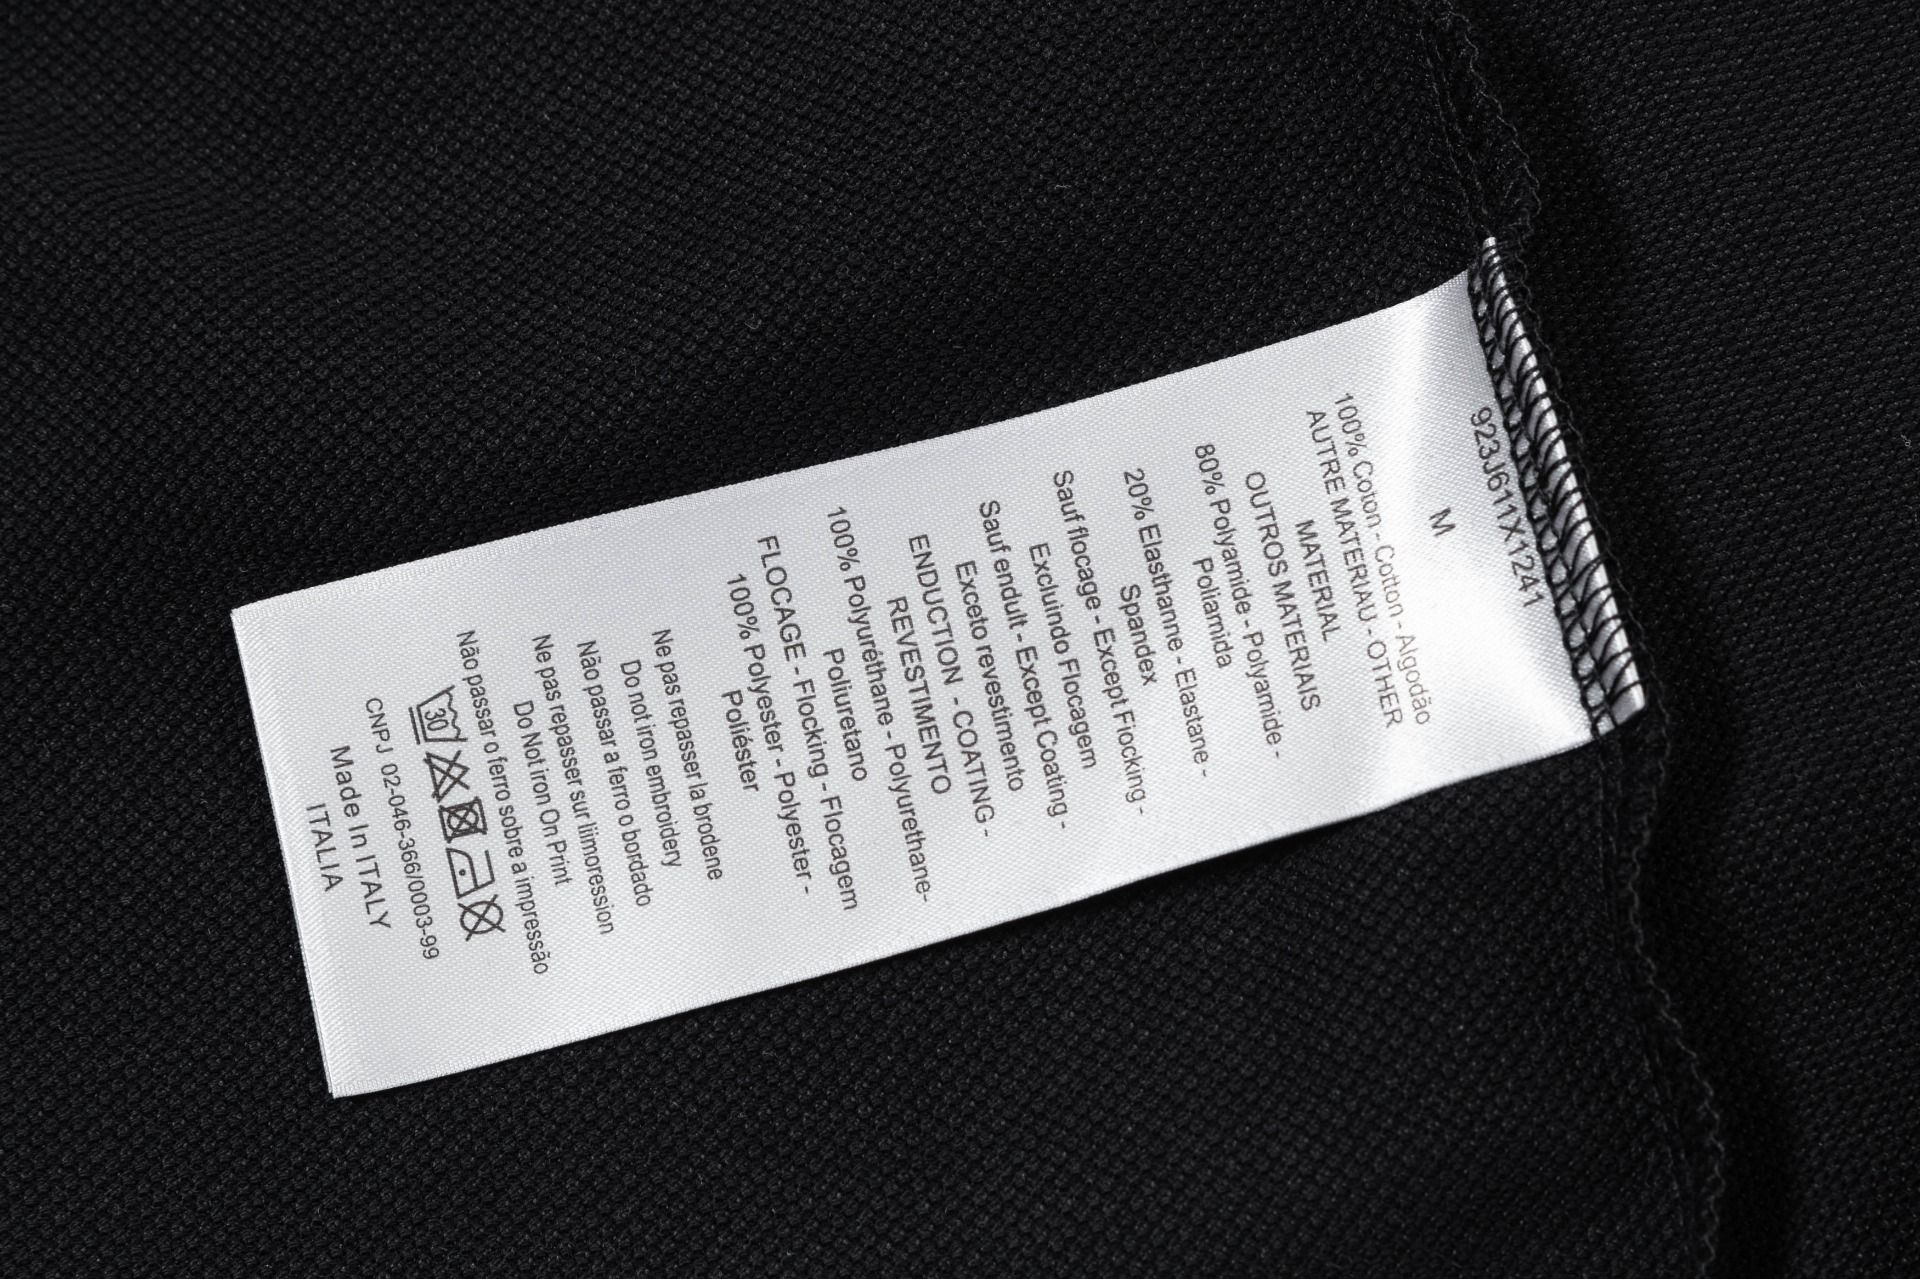 923J611X1241
M
100% Coton - Cotton - Algodão
AUTRE MATERIAU - OTHER
MATERIAL
OUTROS MATERIAIS
80% Polyamide - Polyamide -
Poliamida
20% Elasthanne - Elastane -
Spandex
Sauf flocage - Except Flocking -
Excluindo Flocagem
Sauf endult - Except Coating -
Exceto revestimento
ENDUCTION - COATING -
REVESTIMENTO
100% Polyuréthane - Polyurethane-
Poliuretano
FLOCAGE - Flocking - Flocagem
100% Polyester - Polyester -
Poliéster
Ne pas repasser la brodene
Do not iron embroidery
Não passar a ferro o bordado
Ne pas repasser sur limoression
Do Not iron On Print
Não passar o ferro sobre a impressão
30
CNPJ 02-046-366/0003-99
Made In ITALY
ITALIA